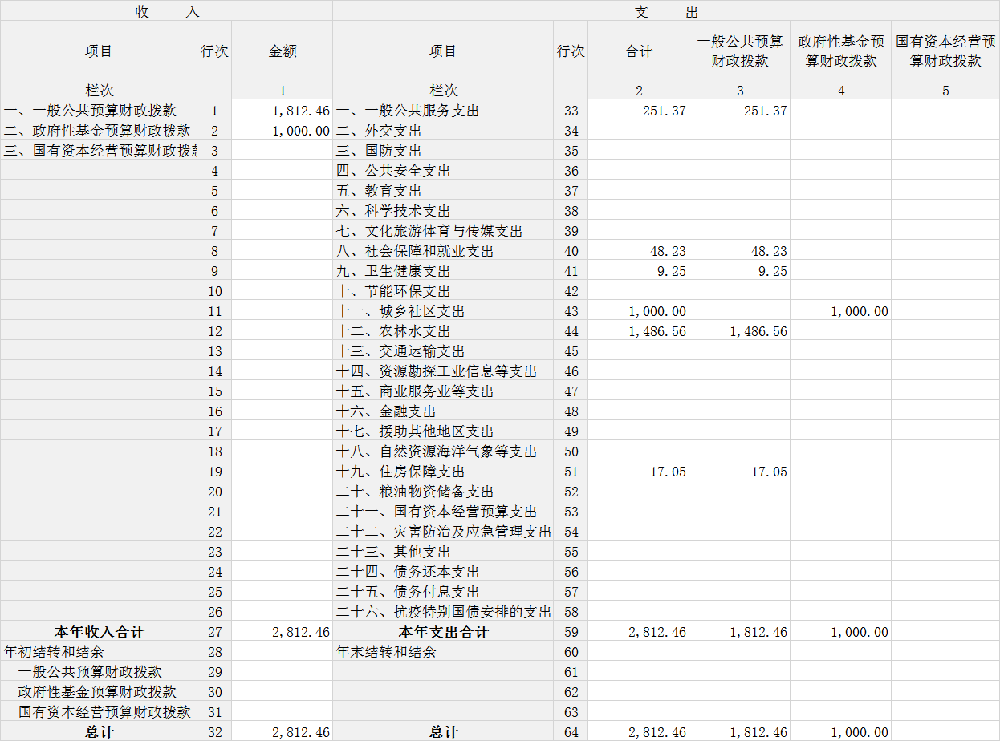 收 入 支 出
项目 行次 金额 项目 行次 合计 一般公共预算财政拨款 政府性基金预算财政拨款 国有资本经营预算财政拨款
栏次 1 栏次 2 3 4 5
一、一般公共预算财政拨款 1 1,812.46 一、一般公共服务支出 33 251.37 251.37
二、政府性基金预算财政拨款 2 1,000.00 二、外交支出 34
三、国有资本经营预算财政拨 3 三、国防支出 35
4 四、公共安全支出 36
5 五、教育支出 37
6 六、科学技术支出 38
7 七、文化旅游体育与传媒支出 39
8 八、社会保障和就业支出 40 48.23 48.23
9 九、卫生健康支出 41 9.25 9.25
10 十、节能环保支出 42
11 十一、城乡社区支出 43 1,000.00 1,000.00
12 十二、农林水支出 44 1,486.56 1,486.56
13 十三、交通运输支出 45
14 十四、资源勘探工业信息等支出 46
15 十五、商业服务业等支出 47
16 十六、金融支出 48
17 十七、援助其他地区支出 49
18 十八、自然资源海洋气象等支出 50
19 十九、住房保障支出 51 17.05 17.05
20 二十、粮油物资储备支出 52
21 二十一、国有资本经营预算支出 53
22 二十二、灾害防治及应急管理支出 54
23 二十三、其他支出 55
24 二十四、债务还本支出 56
25 二十五、债务付息支出 57
26 二十六、抗疫特别国债安排的支出 58
本年收入合计 27 2,812.46 本年支出合计 59 2,812.46 1,812.46 1,000.00
年初结转和结余 28 年末结转和结余 60
一般公共预算财政拨款 29 61
政府性基金预算财政拨款 30 62
国有资本经营预算财政拨款 31 63
总计 32 2,812.46 总计 64 2,812.46 1,812.46 1,000.00